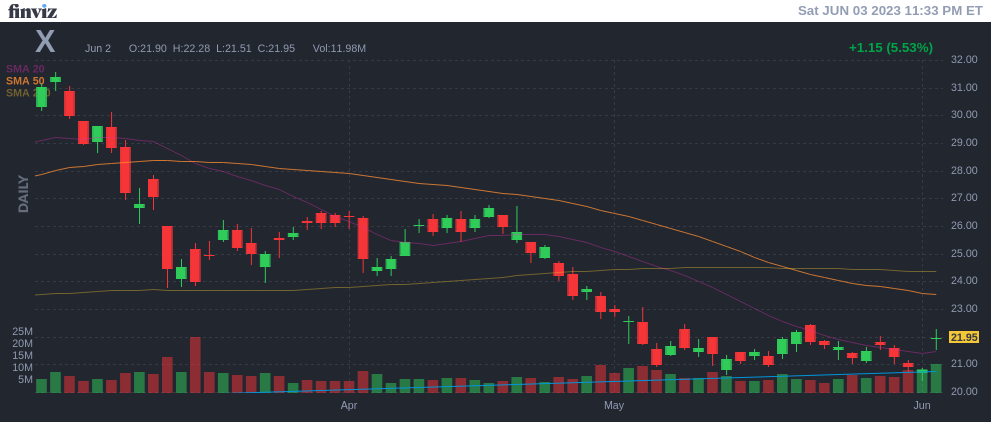 finviz
Sat JUN 03 2023 11:33 PM ET
X
Jun 2 O:21.90 H:22.28 L:21.51 C:21.95 Vol:11.98M
+1.15 (5.53%)
SMA 20
SMA 50
SMA 200
DAILY
32.00
31.00
30.00
29.00
28.00
27.00
26.00
25.00
24.00
23.00
21.95
21.00
20.00
25M
20M
15M
10M
5M
Apr
May
Jun